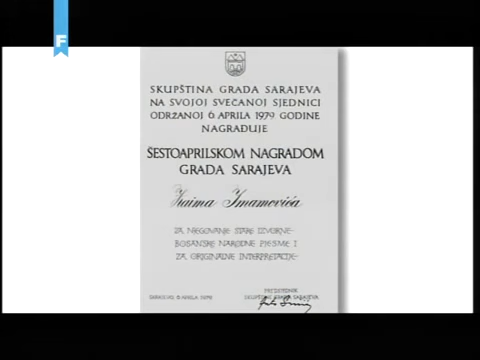 F
SKUPŠTINA GRADA SARAJEVA
NA SVOJOJ SVEČANOJ SJEDNICI
ODRŽANOJ 6 APRILA 1979 GODINE
NAGRAĐUJE
ŠESTOAPRILSKOM NAGRADOM
GRADA SARAJEVA
Zaima Imamovića
ZA NJEGOVANJE STARE IZVORNE
BOSANSKE NARODNE PJESME I
ZA ORIGINALNE INTERPRETACIJE
PREDSJEDNIK
SARAJEVO 6 APRILA 1979 SKUPŠTINE GRADA SARAJEVA